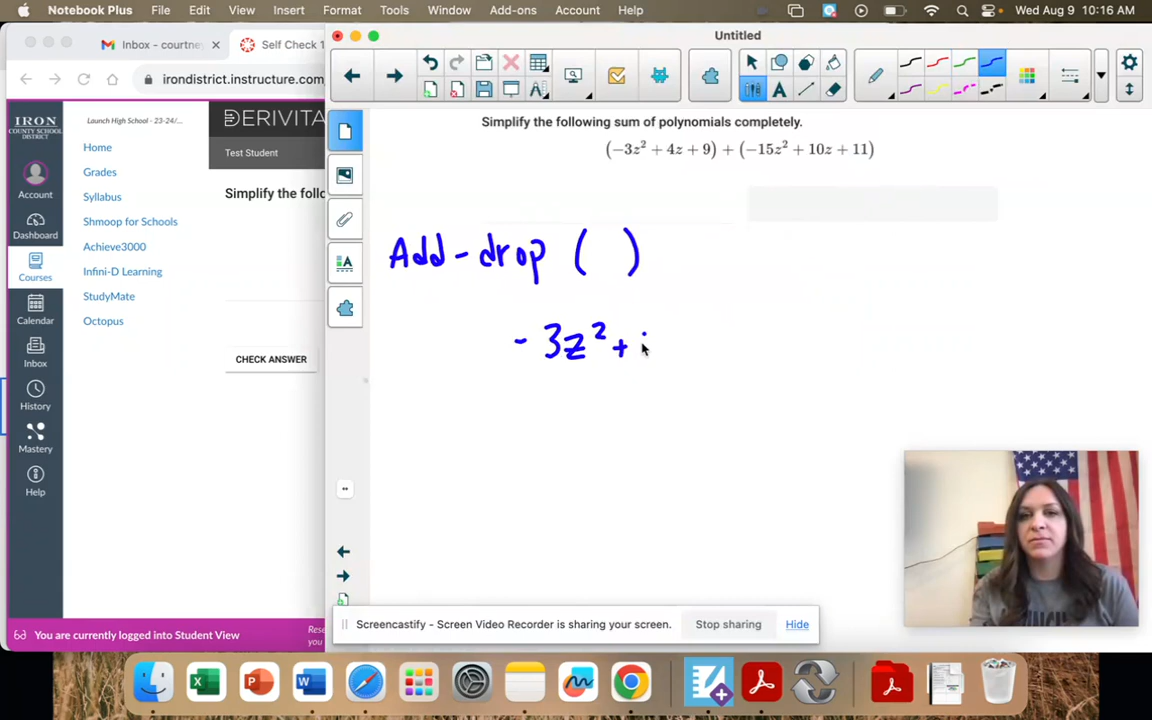 Notebook Plus File Edit View Insert Format Tools Window Add-ons Account Help Wed Aug 9 10:16 AM
Inbox - courtne
Self Check 1
Untitled
irondistrict.instructure.com
IRON
COUNTY SCHOOL
DISTRICT
Account
Dashboard
Courses
Calendar
Inbox
History
Mastery
Help
Launch High School - 23-24/...
Home
Grades
Syllabus
Shmoop for Schools
Achieve3000
Infini-D Learning
StudyMate
Octopus
DERIVITA
Test Student
Simplify the follo
CHECK ANSWER
You are currently logged into Student View
Rese
you
Simplify the following sum of polynomials completely.
(−3z² + 4z + 9) + (−15z² + 10z + 11)
Add - drop ( )
- 3z² +
Screencastify - Screen Video Recorder is sharing your screen. Stop sharing Hide